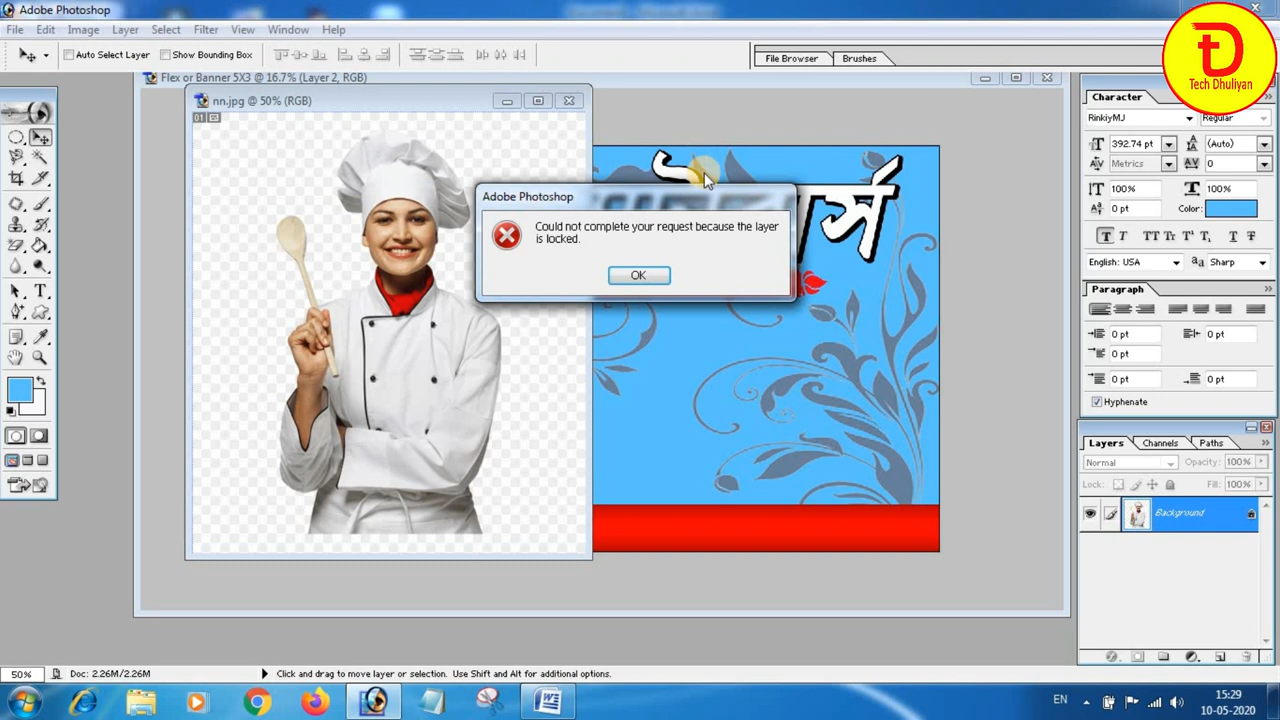 Adobe Photoshop
File Edit Image Layer Select Filter View Window Help
Auto Select Layer Show Bounding Box File Browser Brushes
Tech Dhuliyan
Flex or Banner 5X3 @ 16.7% (Layer 2, RGB)
nn.jpg @ 50% (RGB)
01
Adobe Photoshop
Could not complete your request because the layer
is locked.
OK
Character
RinkiyMJ Regular
392.74 pt (Auto)
Metrics 0
100% 100%
0 pt Color:
T T TT Tr T¹ T₁ T T
English: USA aa Sharp
Paragraph
0 pt 0 pt
0 pt
0 pt 0 pt
Hyphenate
Layers Channels Paths
Normal Opacity: 100%
Lock: Fill: 100%
Background
50% Doc: 2.26M/2.26M Click and drag to move layer or selection. Use Shift and Alt for additional options.
EN 15:29
10-05-2020